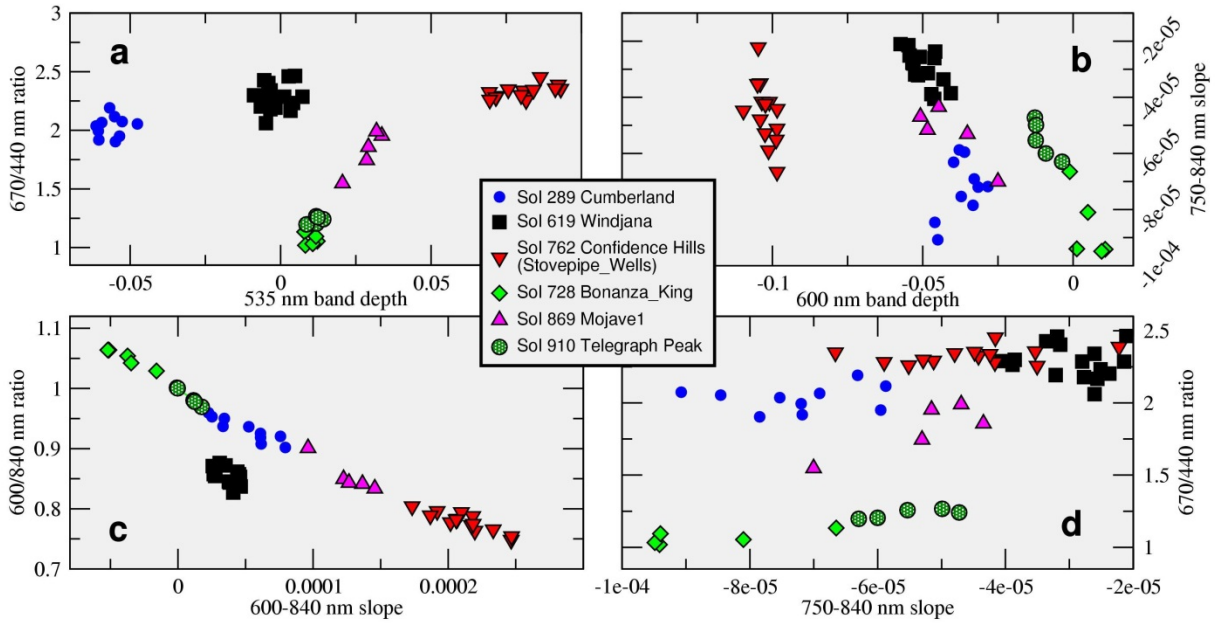 a
3
2.5
2
1.5
1
670/440 nm ratio
-0.05
0
0.05
535 nm band depth
b
-2e-05
-4e-05
-6e-05
-8e-05
-1e-04
750-840 nm slope
-0.1
-0.05
0
600 nm band depth
Sol 289 Cumberland
Sol 619 Windjana
Sol 762 Confidence Hills
(Stovepipe_Wells)
Sol 728 Bonanza_King
Sol 869 Mojave1
Sol 910 Telegraph Peak
c
1.1
1
0.9
0.8
0.7
600/840 nm ratio
0
0.0001
0.0002
600-840 nm slope
d
2.5
2
1.5
1
670/440 nm ratio
-1e-04
-8e-05
-6e-05
-4e-05
-2e-05
750-840 nm slope